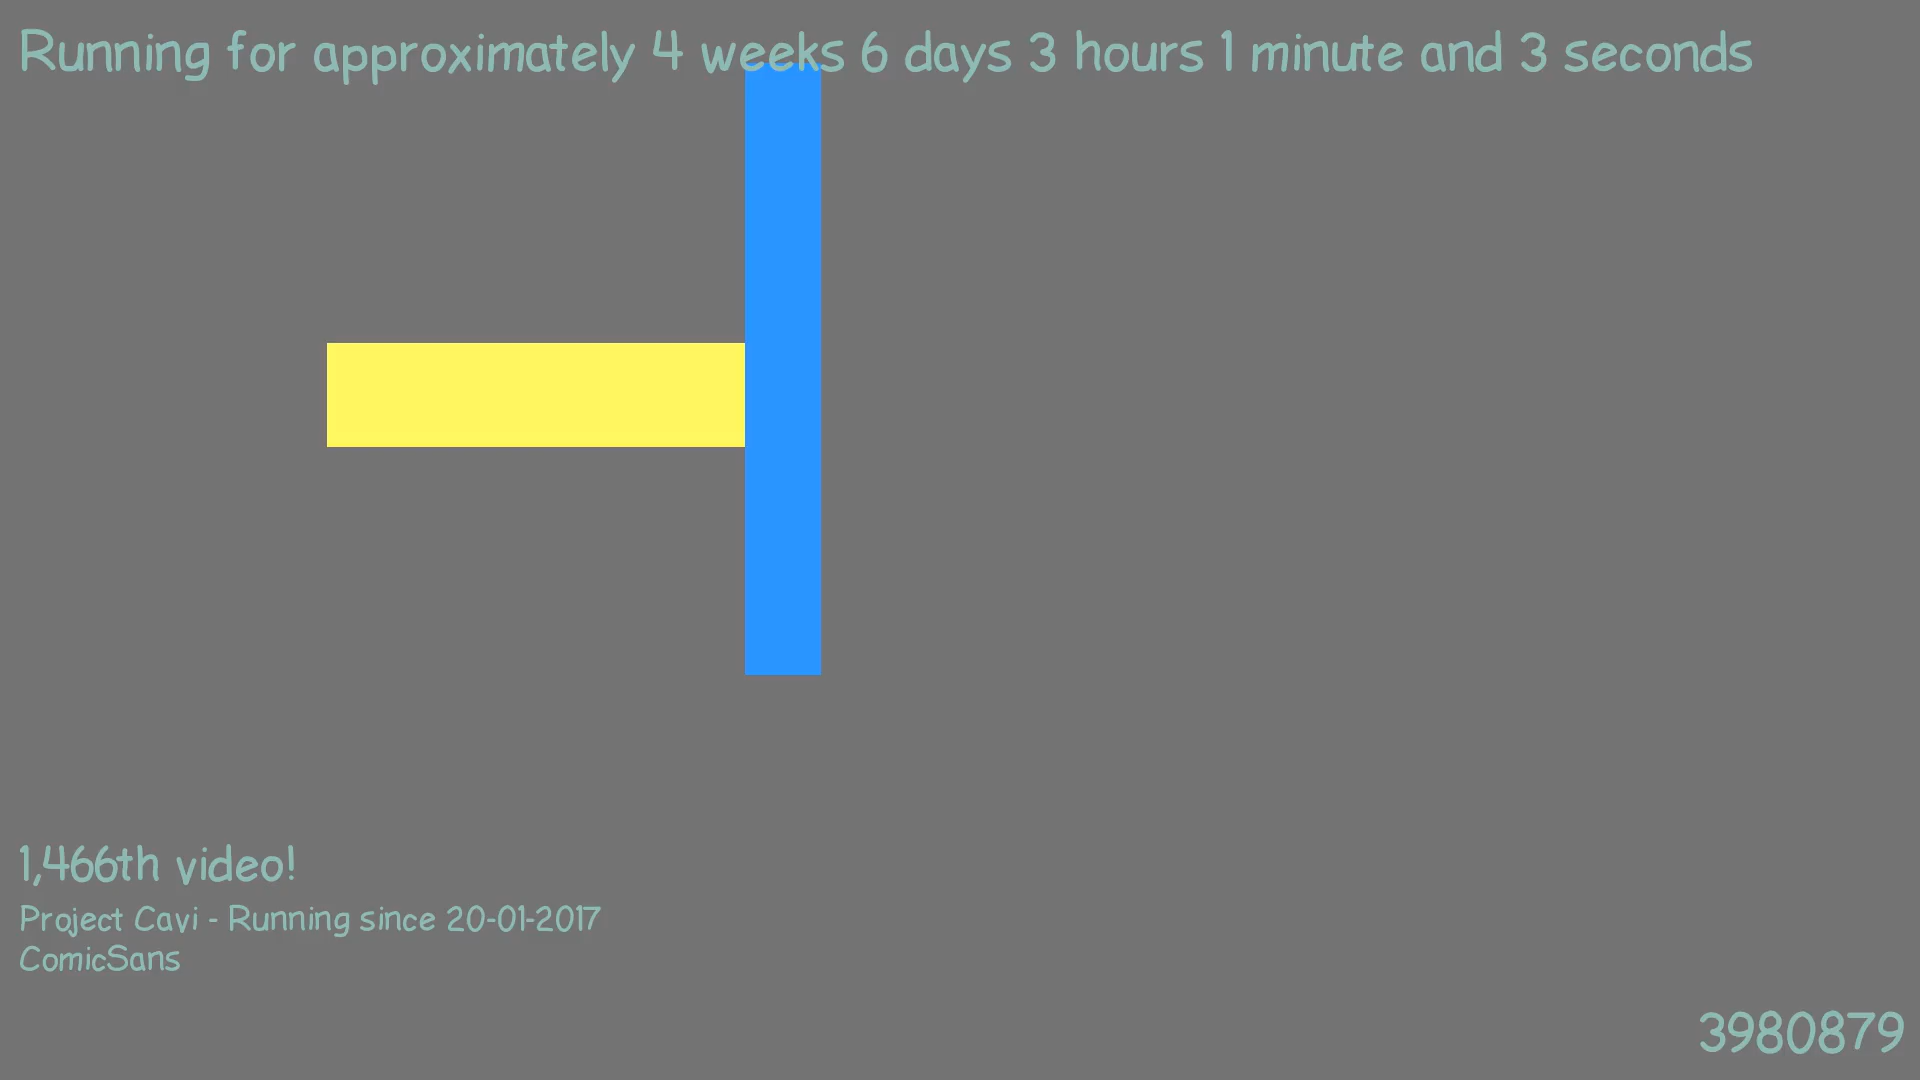 Running for approximately 4 weeks 6 days 3 hours 1 minute and 3 seconds
1,466th video!
Project Cavi - Running since 20-01-2017
ComicSans
3980879